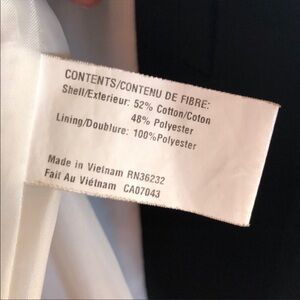 CONTENTS/CONTENU DE FIBRE:
Shell/Exterieur: 52% Cotton/Coton
48% Polyester
Lining/Doublure: 100%Polyester
Made in Vietnam RN36232
Fait Au Viétnam CA07043